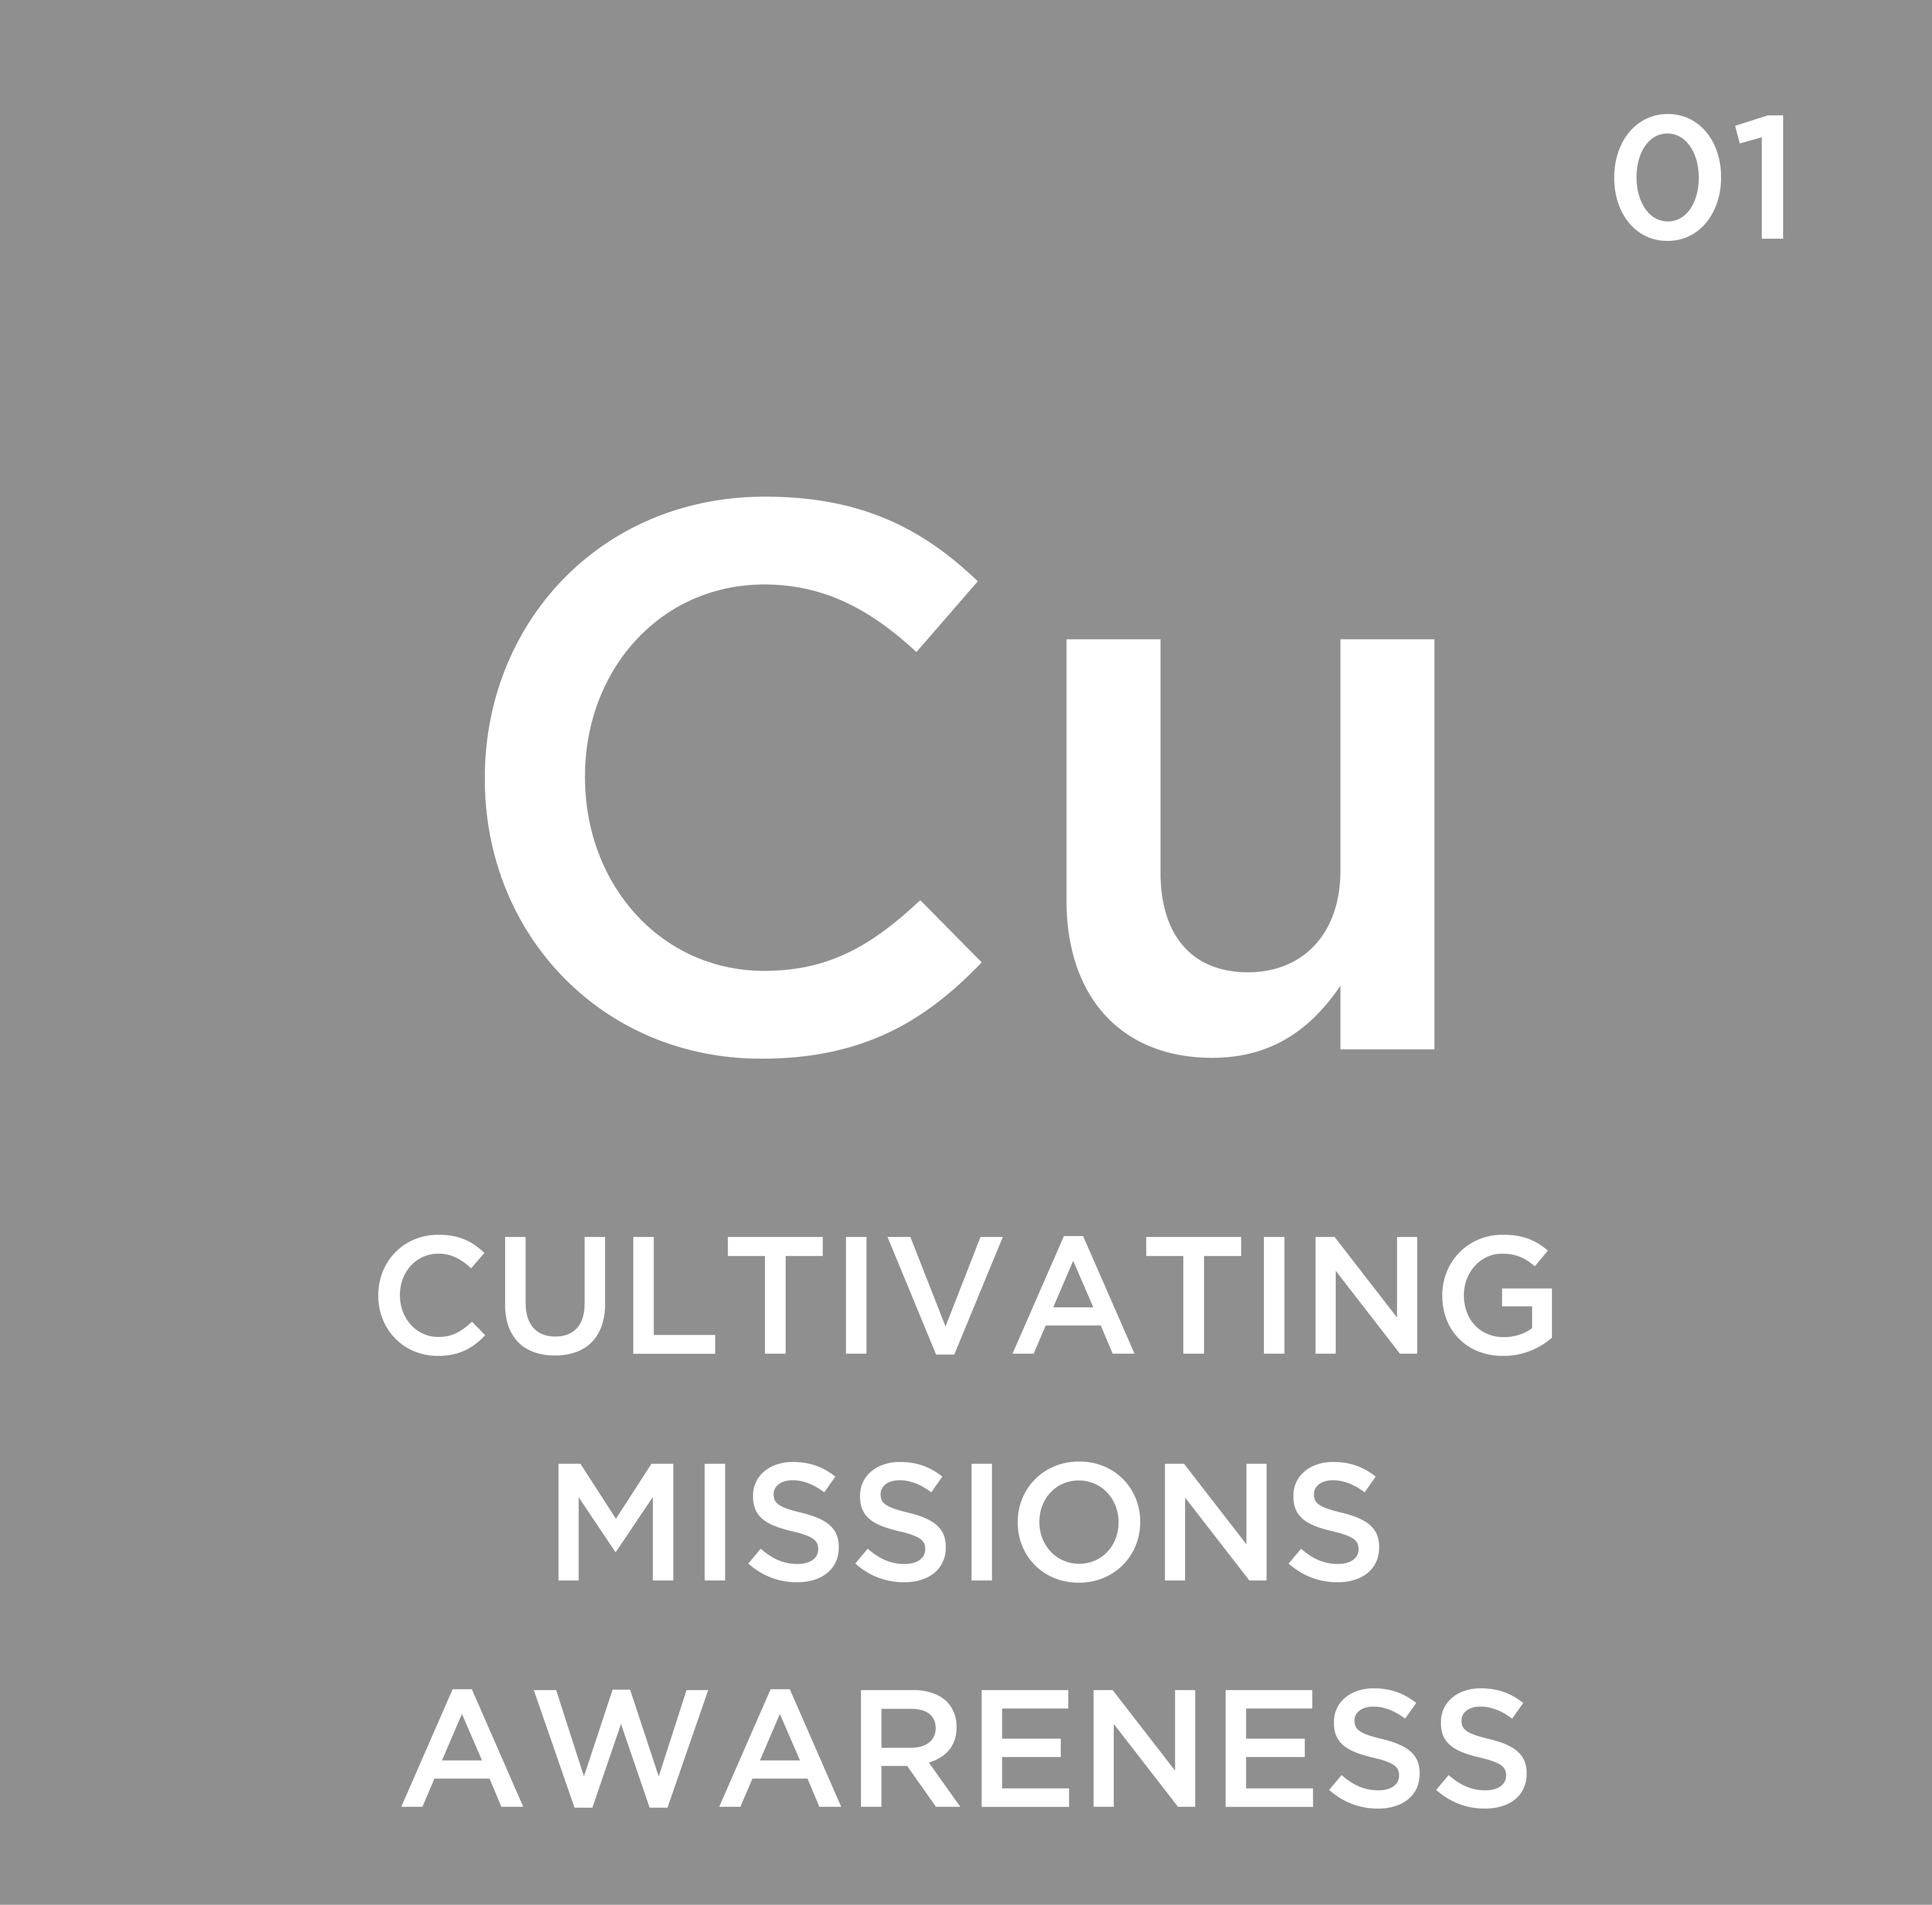 01
Cu
CULTIVATING
MISSIONS
AWARENESS